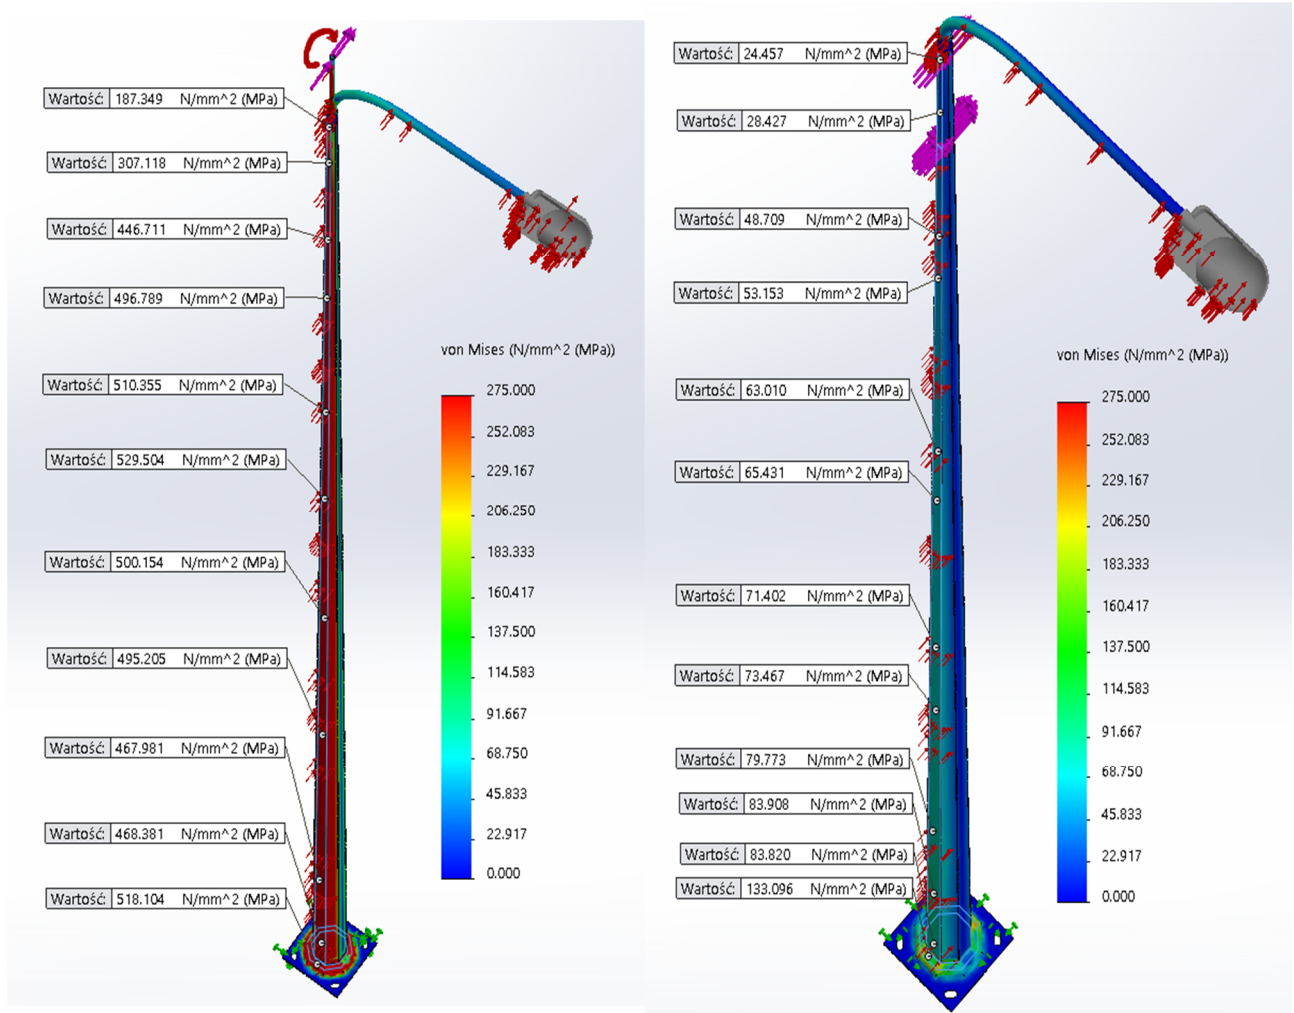 Wartość: 187.349 N/mm^2 (MPa)
Wartość: 307.118 N/mm^2 (MPa)
Wartość: 446.711 N/mm^2 (MPa)
Wartość: 496.789 N/mm^2 (MPa)
Wartość: 510.355 N/mm^2 (MPa)
Wartość: 529.504 N/mm^2 (MPa)
Wartość: 500.154 N/mm^2 (MPa)
Wartość: 495.205 N/mm^2 (MPa)
Wartość: 467.981 N/mm^2 (MPa)
Wartość: 468.381 N/mm^2 (MPa)
Wartość: 518.104 N/mm^2 (MPa)
von Mises (N/mm^2 (MPa))
275.000
252.083
229.167
206.250
183.333
160.417
137.500
114.583
91.667
68.750
45.833
22.917
0.000
Wartość: 24.457 N/mm^2 (MPa)
Wartość: 28.427 N/mm^2 (MPa)
Wartość: 48.709 N/mm^2 (MPa)
Wartość: 53.153 N/mm^2 (MPa)
Wartość: 63.010 N/mm^2 (MPa)
Wartość: 65.431 N/mm^2 (MPa)
Wartość: 71.402 N/mm^2 (MPa)
Wartość: 73.467 N/mm^2 (MPa)
Wartość: 79.773 N/mm^2 (MPa)
Wartość: 83.908 N/mm^2 (MPa)
Wartość: 83.820 N/mm^2 (MPa)
Wartość: 133.096 N/mm^2 (MPa)
von Mises (N/mm^2 (MPa))
275.000
252.083
229.167
206.250
183.333
160.417
137.500
114.583
91.667
68.750
45.833
22.917
0.000